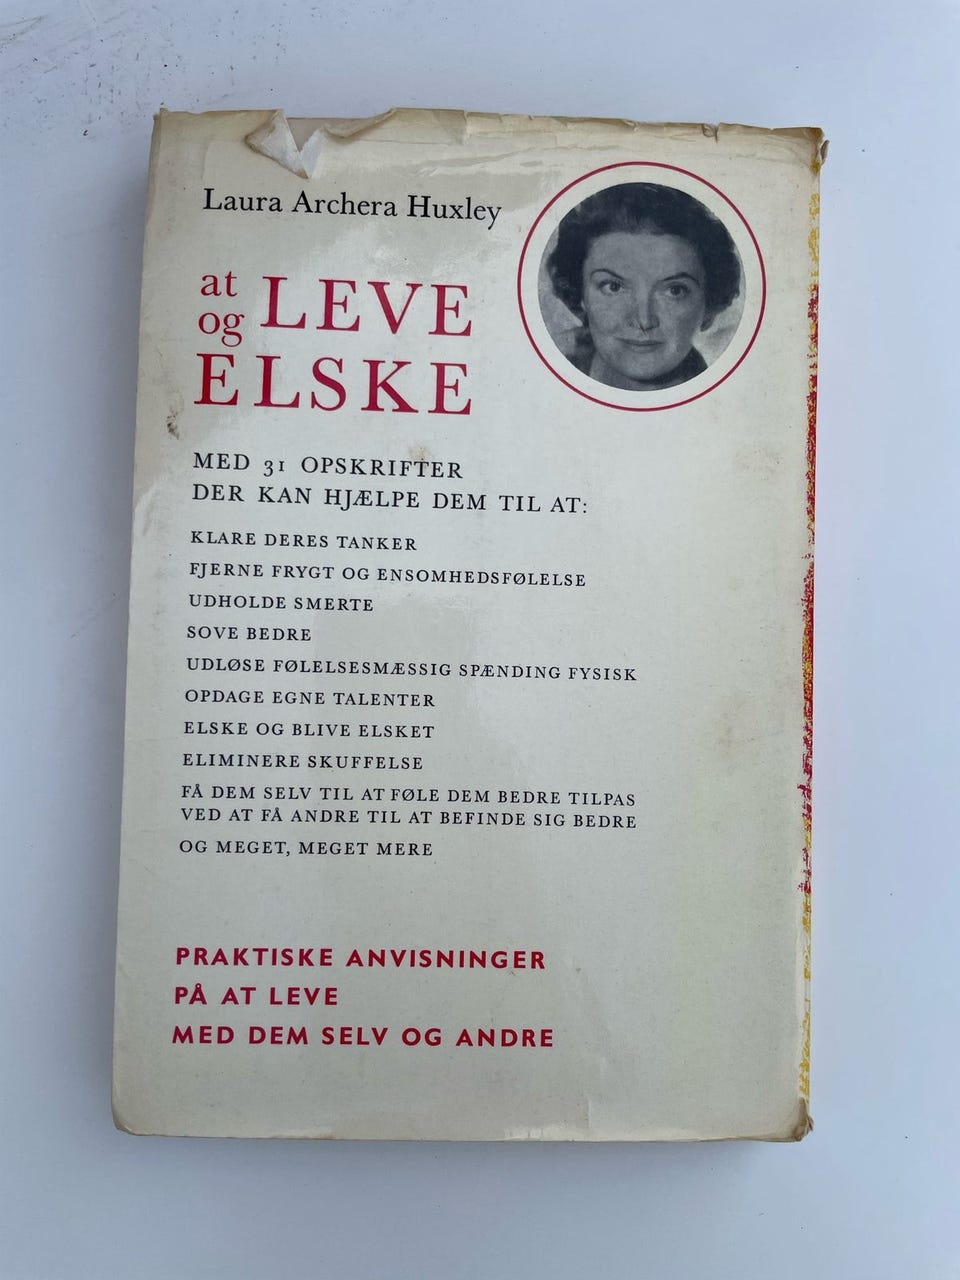 Laura Archera Huxley
at
og LEVE
ELSKE
MED 31 OPSKRIFTER
DER KAN HJÆLPE DEM TIL AT:
KLARE DERES TANKER
FJERNE FRYGT OG ENSOMHEDSFØLELSE
UDHOLDE SMERTE
SOVE BEDRE
UDLØSE FØLELSESMÆSSIG SPÆNDING FYSISK
OPDAGE EGNE TALENTER
ELSKE OG BLIVE ELSKET
ELIMINERE SKUFFELSE
FÅ DEM SELV TIL AT FØLE DEM BEDRE TILPAS
VED AT FÅ ANDRE TIL AT BEFINDE SIG BEDRE
OG MEGET, MEGET MERE
PRAKTISKE ANVISNINGER
PÅ AT LEVE
MED DEM SELV OG ANDRE